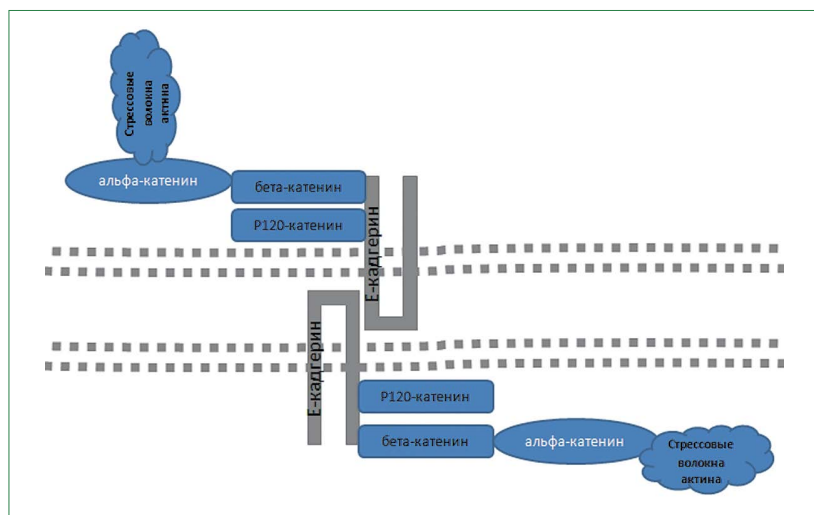 Стрессовые
волокна
актина
альфа-катенин
бета-катенин
P120-катенин
Е-кадгерин
Е-кадгерин
P120-катенин
бета-катенин
альфа-катенин
Стрессовые
волокна
актина